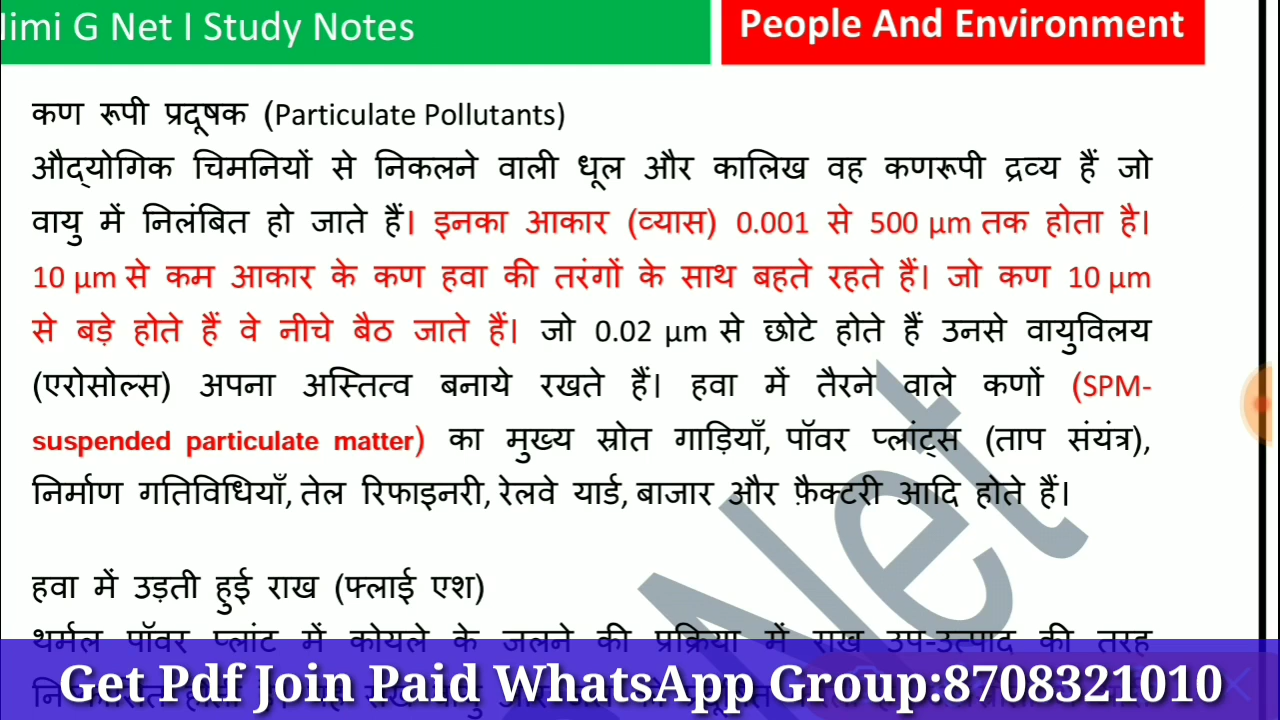 limi G Net I Study Notes
People And Environment
कण रूपी प्रदूषक (Particulate Pollutants)
औद्योगिक चिमनियों से निकलने वाली धूल और कालिख वह कणरूपी द्रव्य हैं जो
वायु में निलंबित हो जाते हैं। इनका आकार (व्यास) 0.001 से 500 μm तक होता है।
10 μm से कम आकार के कण हवा की तरंगों के साथ बहते रहते हैं। जो कण 10 μm
से बड़े होते हैं वे नीचे बैठ जाते हैं। जो 0.02 μm से छोटे होते हैं उनसे वायुविलय
(एरोसोल्स) अपना अस्तित्व बनाये रखते हैं। हवा में तैरने वाले कणों (SPM-
suspended particulate matter) का मुख्य स्रोत गाड़ियाँ, पॉवर प्लांट्स (ताप संयंत्र),
निर्माण गतिविधियाँ, तेल रिफाइनरी, रेलवे यार्ड, बाजार और फ़ैक्टरी आदि होते हैं।
हवा में उड़ती हुई राख (फ्लाई एश)
थर्मल पॉवर प्लांट में कोयले के जलने की प्रक्रिया में राख उप-उत्पाद की तरह
Get Pdf Join Paid WhatsApp Group:8708321010
Net